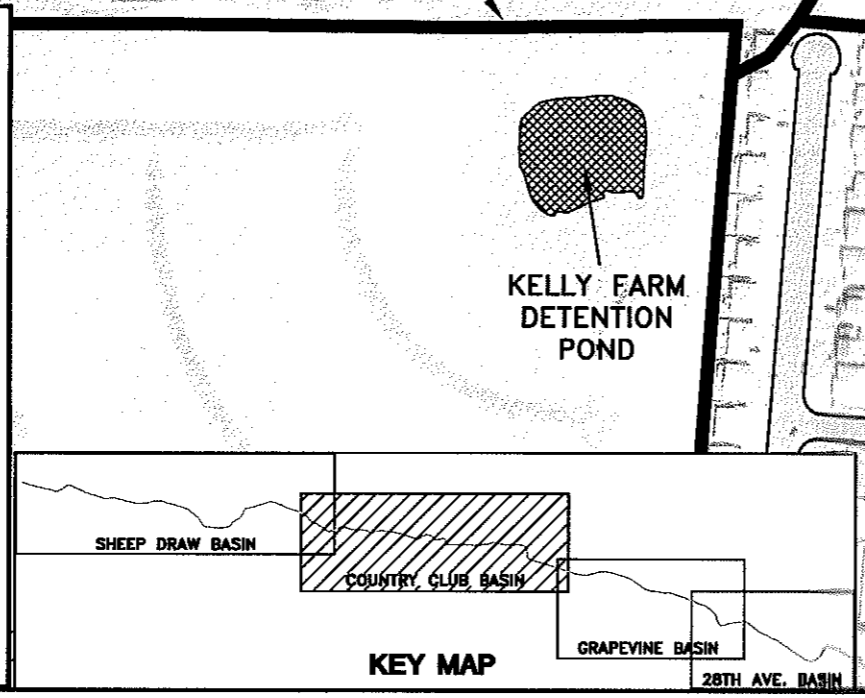 KELLY FARM
DETENTION
POND
SHEEP DRAW BASIN
COUNTRY CLUB BASIN
GRAPEVINE BASIN
KEY MAP
28TH AVE. BASIN